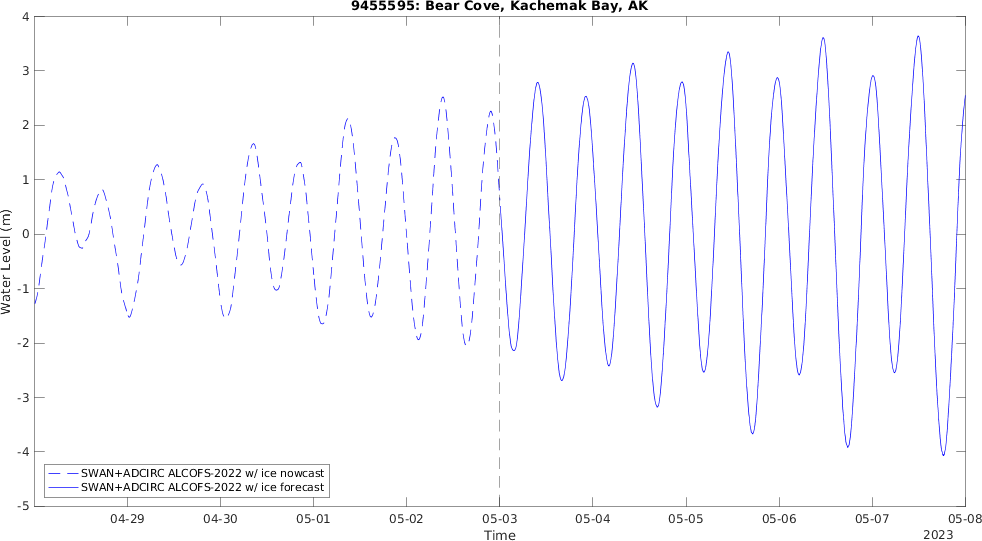 9455595: Bear Cove, Kachemak Bay, AK
4
3
2
1
0
-1
-2
-3
-4
-5
Water Level (m)
SWAN+ADCIRC ALCOFS-2022 w/ ice nowcast
SWAN+ADCIRC ALCOFS-2022 w/ ice forecast
04-29 04-30 05-01 05-02 05-03 05-04 05-05 05-06 05-07 05-08
Time
2023